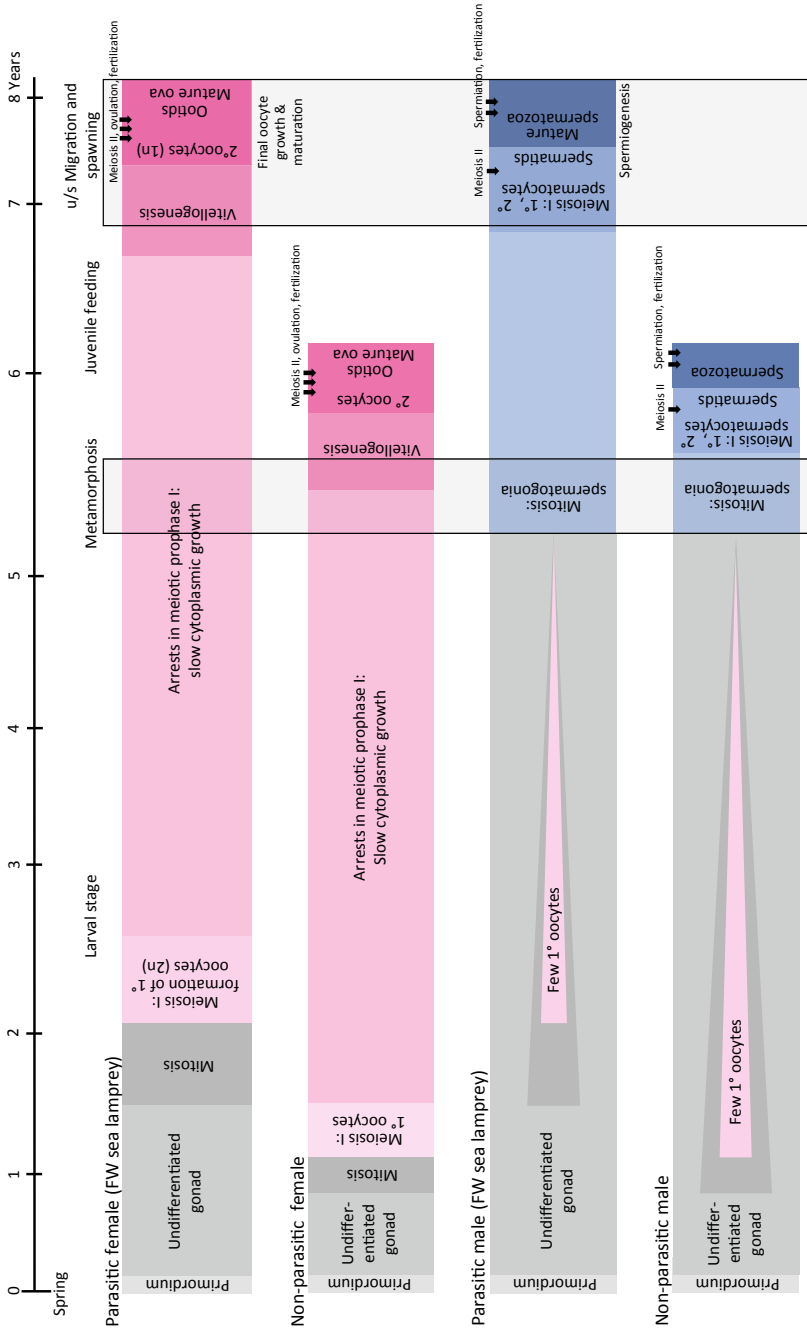 0
1
2
3
4
5
6
7
8 Years
Spring
Larval stage
Metamorphosis
Juvenile feeding
u/s Migration and
spawning
Parasitic female (FW sea lamprey)
Primordium
Undifferentiated
gonad
Mitosis
Meiosis I:
formation of 1°
oocytes (2n)
Arrests in meiotic prophase I:
slow cytoplasmic growth
Vitellogenesis
2°oocytes (1n)
Ootids
Mature ova
Meiosis II, ovulation, fertilization
Final oocyte
growth &
maturation
Non-parasitic female
Primordium
Undiffer-
entiated
gonad
Mitosis
Meiosis I:
1° oocytes
Arrests in meiotic prophase I:
Slow cytoplasmic growth
Vitellogenesis
2° oocytes
Ootids
Mature ova
Meiosis II, ovulation, fertilization
Parasitic male (FW sea lamprey)
Primordium
Undifferentiated
gonad
Few 1° oocytes
Mitosis:
spermatogonia
Meiosis I: 1°, 2°
spermatocytes
Spermatids
Mature
spermatozoa
Meiosis II
Spermiation, fertilization
Spermiogenesis
Non-parasitic male
Primordium
Undiffer-
entiated
gonad
Few 1° oocytes
Mitosis:
spermatogonia
Meiosis I: 1°, 2°
spermatocytes
Spermatids
Spermatozoa
Meiosis II
Spermiation, fertilization